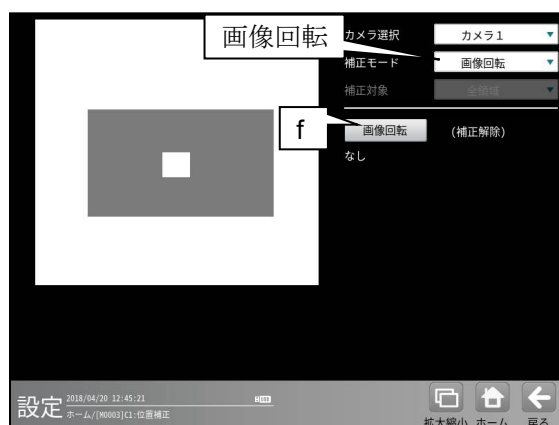 画像回転
カメラ選択 カメラ1
補正モード 画像回転
補正対象 全領域
f
画像回転 (補正解除)
なし
設定 2018/04/20 12:45:21
ホーム/[M0003]C1:位置補正
拡大縮小 ホーム 戻る